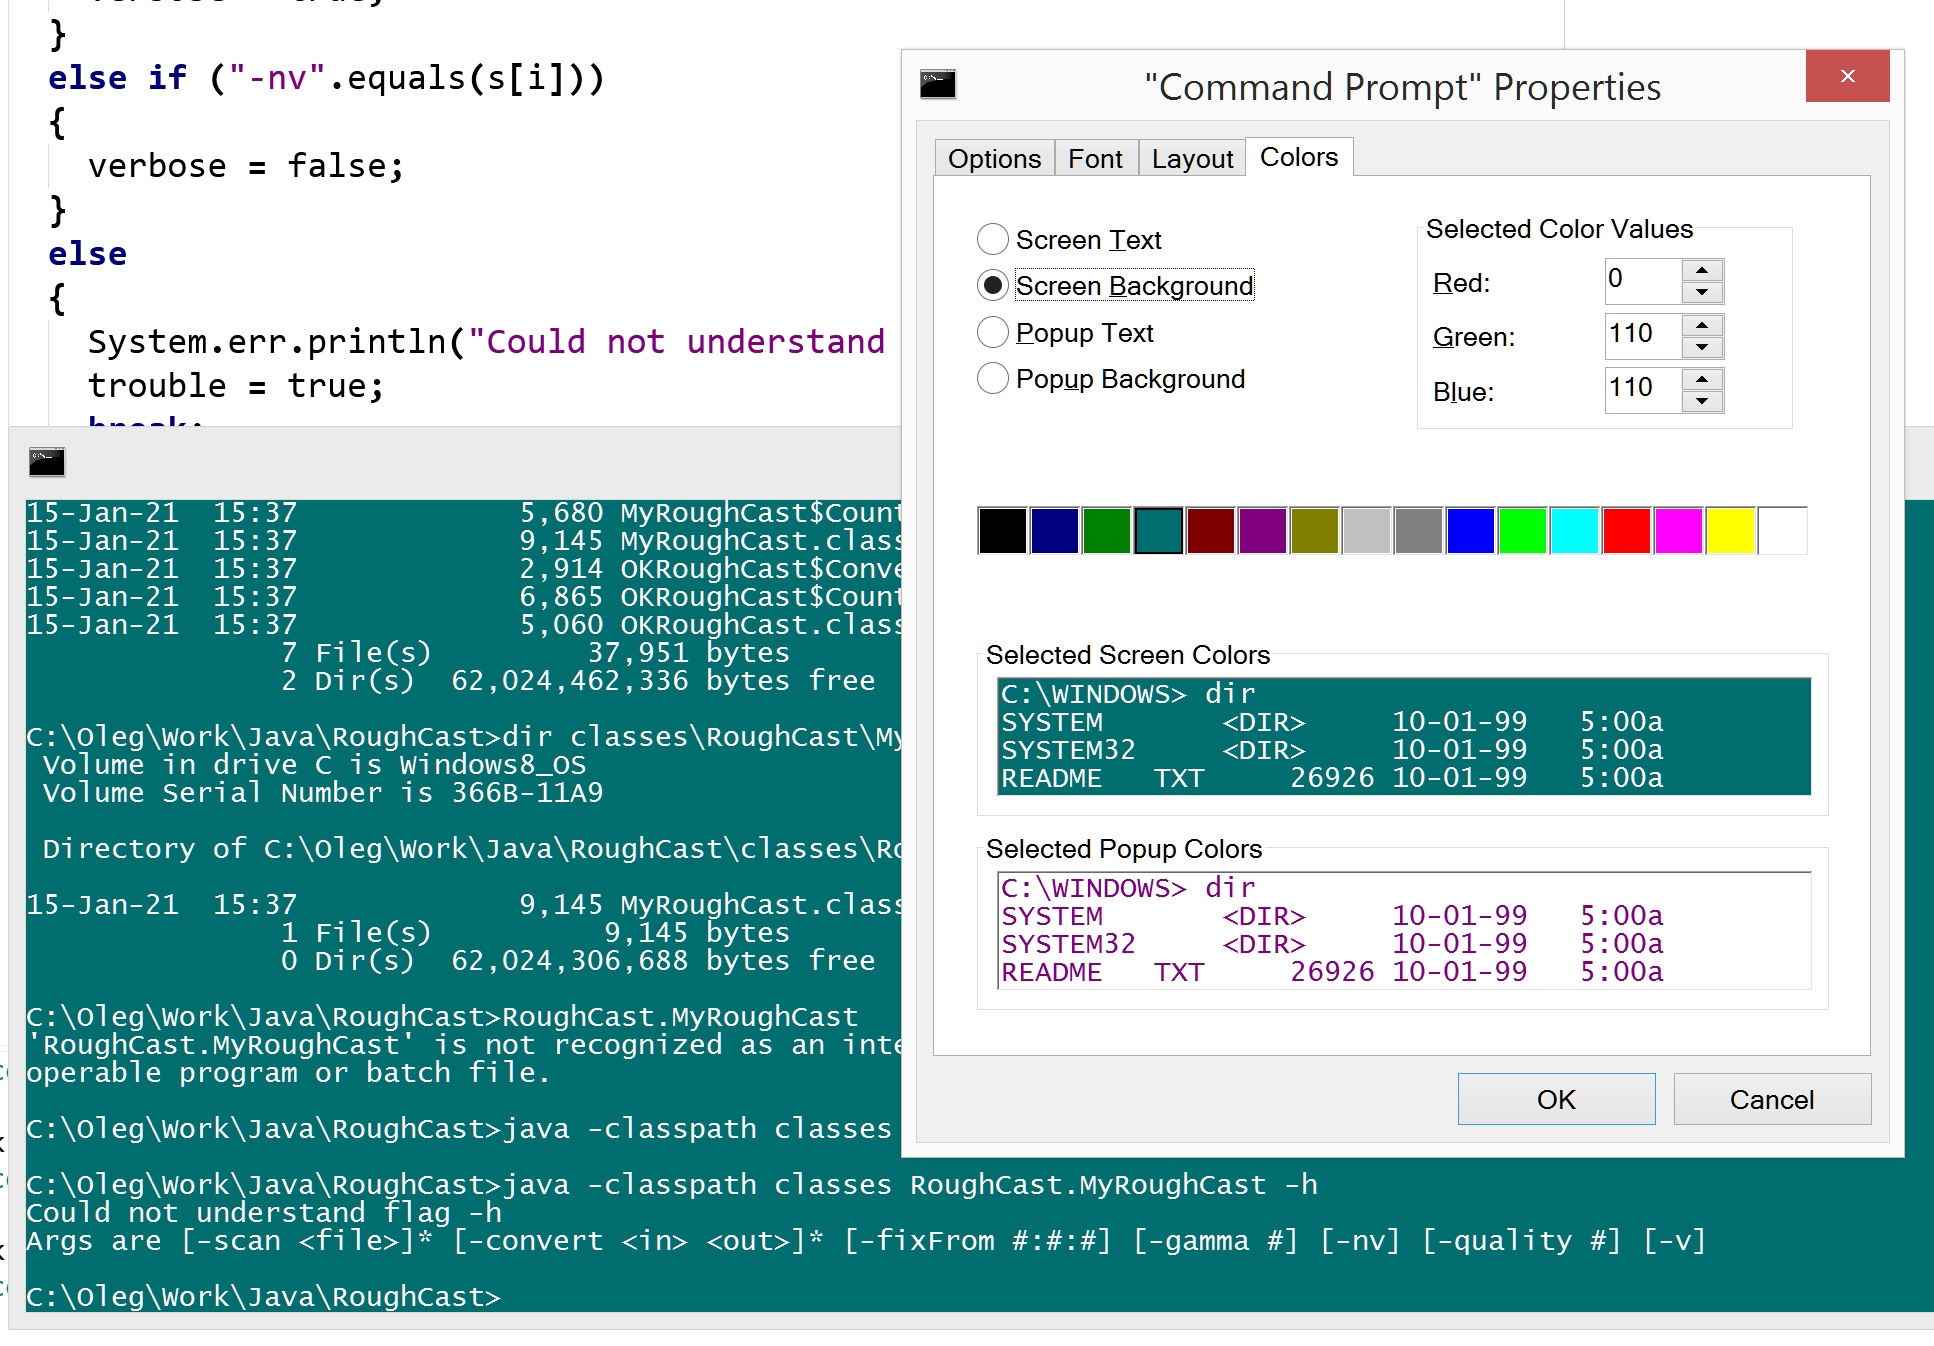 }
else if ("-nv".equals(s[i]))
{
verbose = false;
}
else
{
System.err.println("Could not understand
trouble = true;
break;
"Command Prompt" Properties
Options Font Layout Colors
Screen Text
Screen Background
Popup Text
Popup Background
Selected Color Values
Red: 0
Green: 110
Blue: 110
Selected Screen Colors
C:\WINDOWS> dir
SYSTEM <DIR> 10-01-99 5:00a
SYSTEM32 <DIR> 10-01-99 5:00a
README TXT 26926 10-01-99 5:00a
Selected Popup Colors
C:\WINDOWS> dir
SYSTEM <DIR> 10-01-99 5:00a
SYSTEM32 <DIR> 10-01-99 5:00a
README TXT 26926 10-01-99 5:00a
OK Cancel
15-Jan-21 15:37 5,680 MyRoughCast$Count
15-Jan-21 15:37 9,145 MyRoughCast.class
15-Jan-21 15:37 2,914 OKRoughCast$Conve
15-Jan-21 15:37 6,865 OKRoughCast$Count
15-Jan-21 15:37 5,060 OKRoughCast.class
7 File(s) 37,951 bytes
2 Dir(s) 62,024,462,336 bytes free
C:\Oleg\Work\Java\RoughCast>dir classes\RoughCast\My
Volume in drive C is Windows8_OS
Volume Serial Number is 366B-11A9
Directory of C:\Oleg\Work\Java\RoughCast\classes\Ro
15-Jan-21 15:37 9,145 MyRoughCast.class
1 File(s) 9,145 bytes
0 Dir(s) 62,024,306,688 bytes free
C:\Oleg\Work\Java\RoughCast>RoughCast.MyRoughCast
'RoughCast.MyRoughCast' is not recognized as an inte
operable program or batch file.
C:\Oleg\Work\Java\RoughCast>java -classpath classes
C:\Oleg\Work\Java\RoughCast>java -classpath classes RoughCast.MyRoughCast -h
Could not understand flag -h
Args are [-scan <file>]* [-convert <in> <out>]* [-fixFrom #:#:#] [-gamma #] [-nv] [-quality #] [-v]
C:\Oleg\Work\Java\RoughCast>